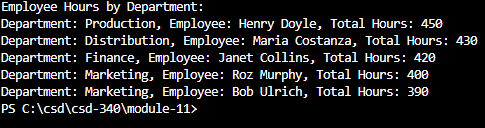 Employee Hours by Department:
Department: Production, Employee: Henry Doyle, Total Hours: 450
Department: Distribution, Employee: Maria Costanza, Total Hours: 430
Department: Finance, Employee: Janet Collins, Total Hours: 420
Department: Marketing, Employee: Roz Murphy, Total Hours: 400
Department: Marketing, Employee: Bob Ulrich, Total Hours: 390
PS C:\csd\csd-340\module-11>